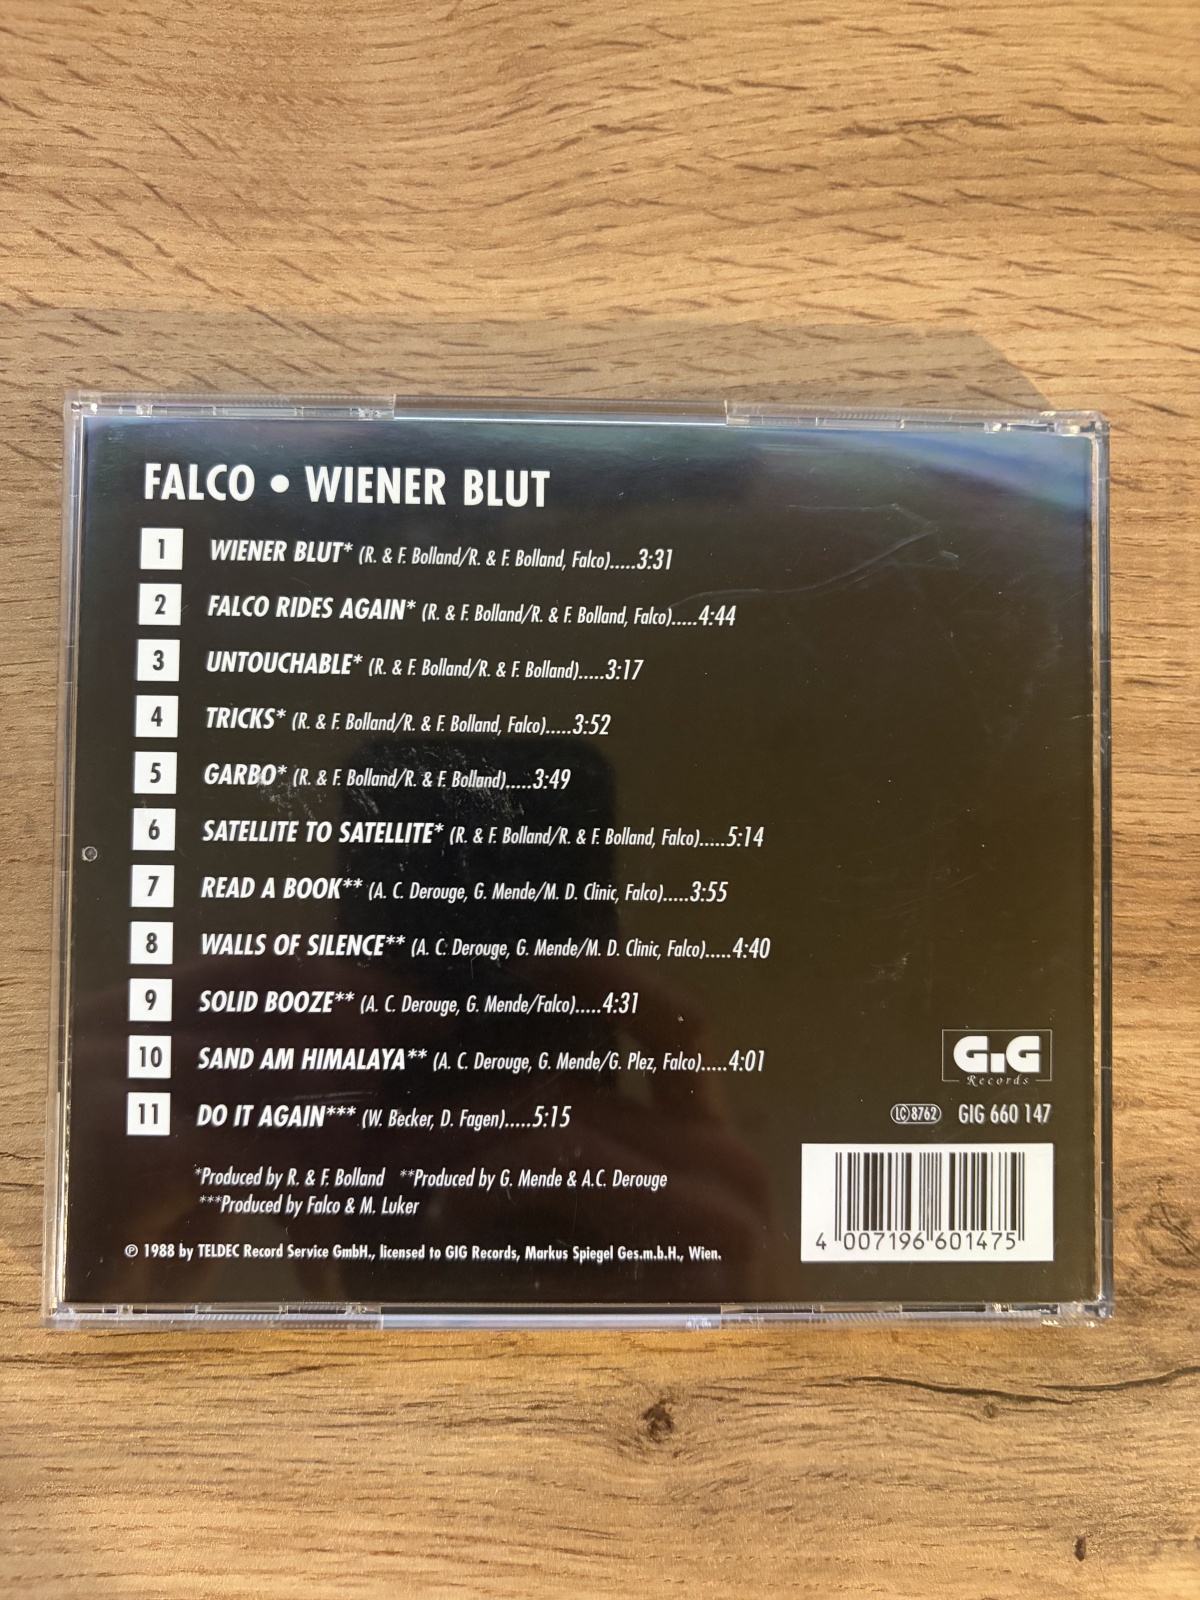 FALCO • WIENER BLUT
1 WIENER BLUT* (R. & F. Bolland/R. & F. Bolland, Falco).....3:31
2 FALCO RIDES AGAIN* (R. & F. Bolland/R. & F. Bolland, Falco).....4:44
3 UNTOUCHABLE* (R. & F. Bolland/R. & F. Bolland).....3:17
4 TRICKS* (R. & F. Bolland/R. & F. Bolland, Falco).....3:52
5 GARBO* (R. & F. Bolland/R. & F. Bolland).....3:49
6 SATELLITE TO SATELLITE* (R. & F. Bolland/R. & F. Bolland, Falco).....5:14
7 READ A BOOK** (A. C. Derouge, G. Mende/M. D. Clinic, Falco).....3:55
8 WALLS OF SILENCE** (A. C. Derouge, G. Mende/M. D. Clinic, Falco).....4:40
9 SOLID BOOZE** (A. C. Derouge, G. Mende/Falco).....4:31
10 SAND AM HIMALAYA** (A. C. Derouge, G. Mende/G. Plez, Falco).....4:01
11 DO IT AGAIN*** (W. Becker, D. Fagen).....5:15
*Produced by R. & F. Bolland **Produced by G. Mende & A.C. Derouge
***Produced by Falco & M. Luker
℗ 1988 by TELDEC Record Service GmbH., licensed to GIG Records, Markus Spiegel Ges.m.b.H., Wien.
GiG
Records
LC 8762 GIG 660 147
4 007196 601475